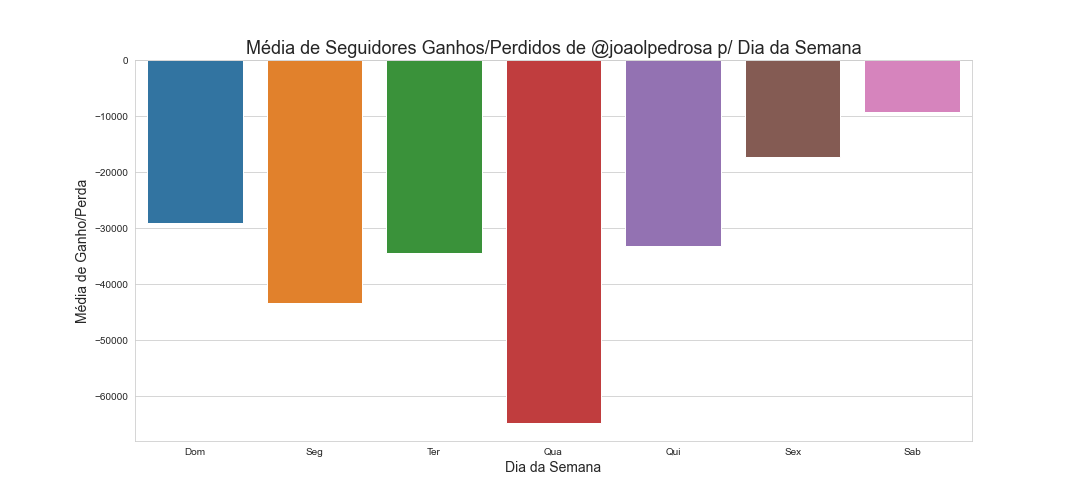 Média de Seguidores Ganhos/Perdidos de @joaolpedrosa p/ Dia da Semana
0
−10000
−20000
−30000
−40000
−50000
−60000
Média de Ganho/Perda
Dom Seg Ter Qua Qui Sex Sab
Dia da Semana